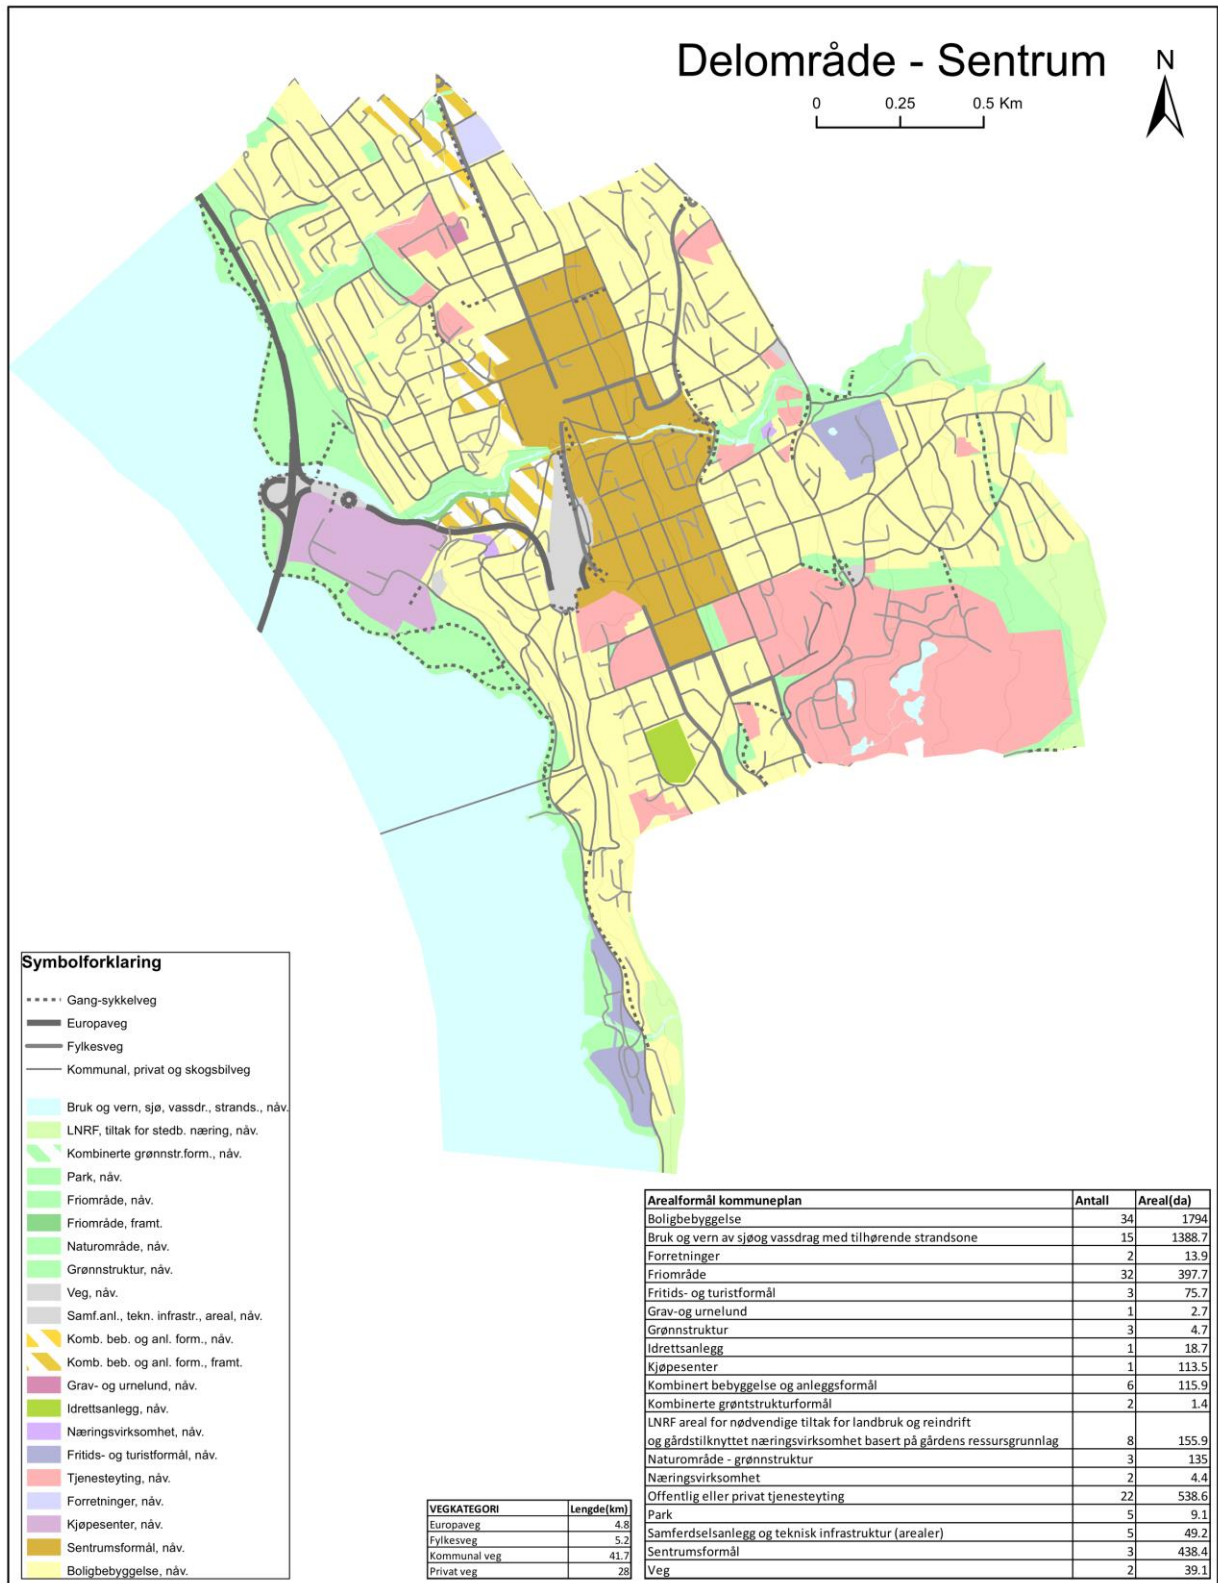 Delområde - Sentrum
N
0 0.25 0.5 Km
Symbolforklaring
Gang-sykkelveg
Europaveg
Fylkesveg
Kommunal, privat og skogsbilveg
Bruk og vern, sjø, vassdr., strands., nåv.
LNRF, tiltak for stedb. næring, nåv.
Kombinerte grønnstr.form., nåv.
Park, nåv.
Friområde, nåv.
Friområde, framt.
Naturområde, nåv.
Grønnstruktur, nåv.
Veg, nåv.
Samf.anl., tekn. infrastr., areal, nåv.
Komb. beb. og anl. form., nåv.
Komb. beb. og anl. form., framt.
Grav- og urnelund, nåv.
Idrettsanlegg, nåv.
Næringsvirksomhet, nåv.
Fritids- og turistformål, nåv.
Tjenesteyting, nåv.
Forretninger, nåv.
Kjøpesenter, nåv.
Sentrumsformål, nåv.
Boligbebyggelse, nåv.
VEGKATEGORI Lengde(km)
Europaveg 4.8
Fylkesveg 5.2
Kommunal veg 41.7
Privat veg 28
Arealformål kommuneplan Antall Areal(da)
Boligbebyggelse 34 1794
Bruk og vern av sjøog vassdrag med tilhørende strandsone 15 1388.7
Forretninger 2 13.9
Friområde 32 397.7
Fritids- og turistformål 3 75.7
Grav-og urnelund 1 2.7
Grønnstruktur 3 4.7
Idrettsanlegg 1 18.7
Kjøpesenter 1 113.5
Kombinert bebyggelse og anleggsformål 6 115.9
Kombinerte grøntstrukturformål 2 1.4
LNRF areal for nødvendige tiltak for landbruk og reindrift
og gårdstilknyttet næringsvirksomhet basert på gårdens ressursgrunnlag 8 155.9
Naturområde - grønnstruktur 3 135
Næringsvirksomhet 2 4.4
Offentlig eller privat tjenesteyting 22 538.6
Park 5 9.1
Samferdselsanlegg og teknisk infrastruktur (arealer) 5 49.2
Sentrumsformål 3 438.4
Veg 2 39.1